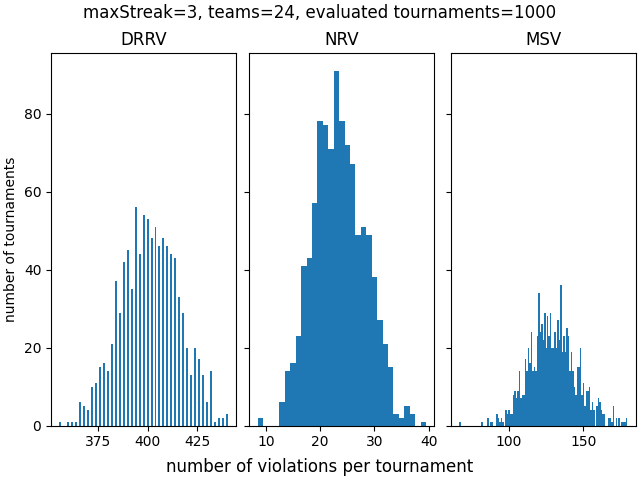 maxStreak=3, teams=24, evaluated tournaments=1000
DRRV
NRV
MSV
number of tournaments
80
60
40
20
0
375 400 425
10 20 30 40
100 150
number of violations per tournament